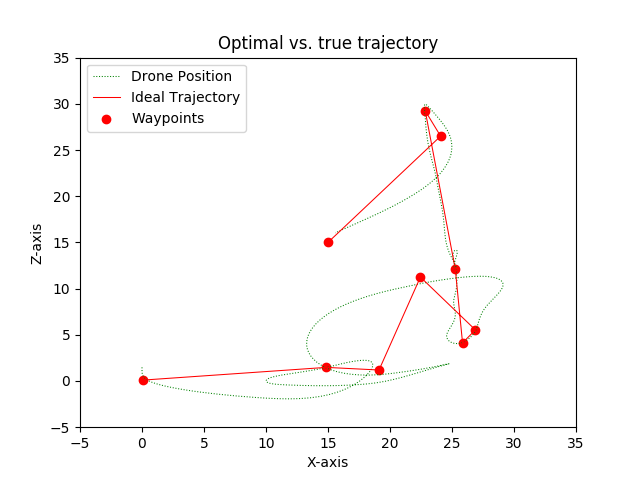 Optimal vs. true trajectory
Drone Position
Ideal Trajectory
Waypoints
Z-axis
35
30
25
20
15
10
5
0
−5
−5 0 5 10 15 20 25 30 35
X-axis